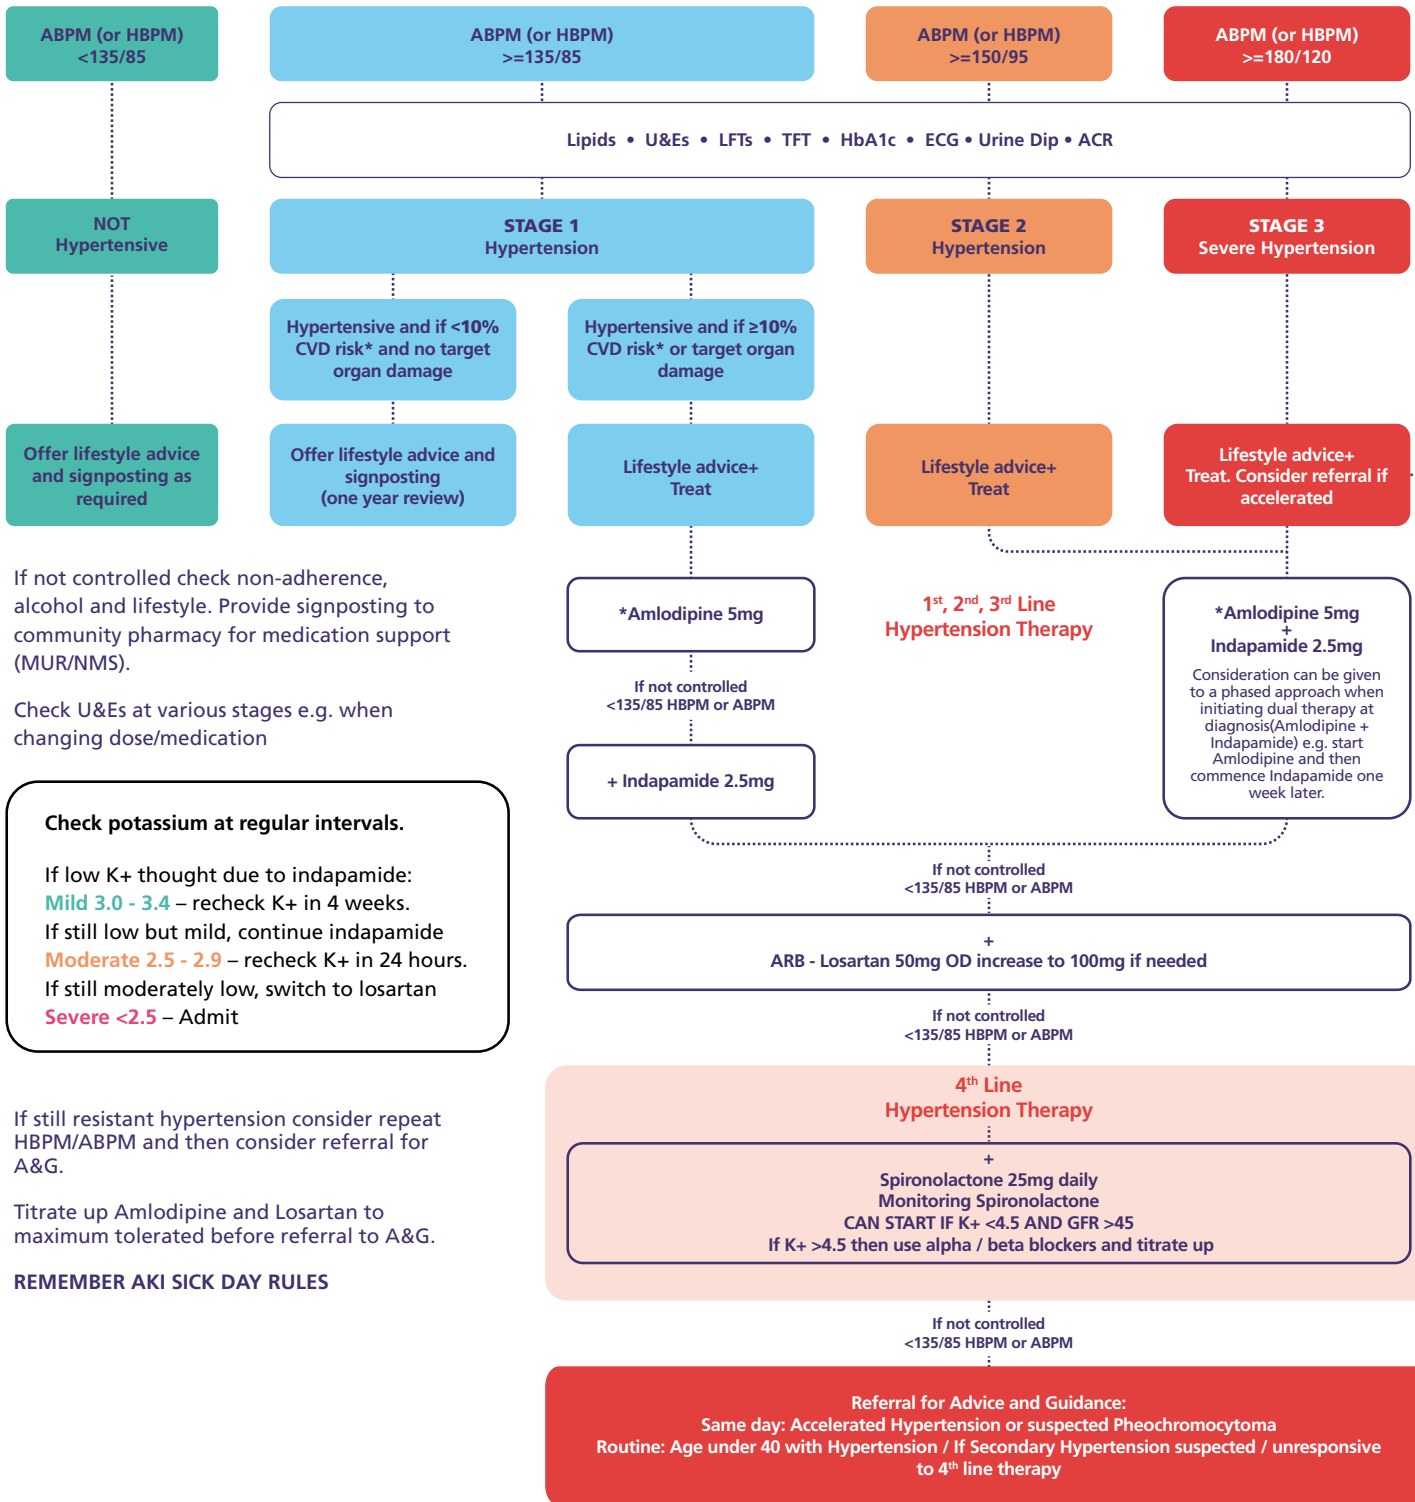 ABPM (or HBPM)
<135/85
ABPM (or HBPM)
>=135/85
ABPM (or HBPM)
>=150/95
ABPM (or HBPM)
>=180/120
Lipids • U&Es • LFTs • TFT • HbA1c • ECG • Urine Dip • ACR
NOT
Hypertensive
STAGE 1
Hypertension
STAGE 2
Hypertension
STAGE 3
Severe Hypertension
Hypertensive and if <10%
CVD risk* and no target
organ damage
Hypertensive and if ≥10%
CVD risk* or target organ
damage
Offer lifestyle advice
and signposting as
required
Offer lifestyle advice and
signposting
(one year review)
Lifestyle advice+
Treat
Lifestyle advice+
Treat
Lifestyle advice+
Treat. Consider referral if
accelerated
If not controlled check non-adherence,
alcohol and lifestyle. Provide signposting to
community pharmacy for medication support
(MUR/NMS).
Check U&Es at various stages e.g. when
changing dose/medication
Check potassium at regular intervals.
If low K+ thought due to indapamide:
Mild 3.0 - 3.4 – recheck K+ in 4 weeks.
If still low but mild, continue indapamide
Moderate 2.5 - 2.9 – recheck K+ in 24 hours.
If still moderately low, switch to losartan
Severe <2.5 – Admit
If still resistant hypertension consider repeat
HBPM/ABPM and then consider referral for
A&G.
Titrate up Amlodipine and Losartan to
maximum tolerated before referral to A&G.
REMEMBER AKI SICK DAY RULES
*Amlodipine 5mg
If not controlled
<135/85 HBPM or ABPM
+ Indapamide 2.5mg
1st, 2nd, 3rd Line
Hypertension Therapy
*Amlodipine 5mg
+
Indapamide 2.5mg
Consideration can be given
to a phased approach when
initiating dual therapy at
diagnosis(Amlodipine +
Indapamide) e.g. start
Amlodipine and then
commence Indapamide one
week later.
If not controlled
<135/85 HBPM or ABPM
+
ARB - Losartan 50mg OD increase to 100mg if needed
If not controlled
<135/85 HBPM or ABPM
4th Line
Hypertension Therapy
+
Spironolactone 25mg daily
Monitoring Spironolactone
CAN START IF K+ <4.5 AND GFR >45
If K+ >4.5 then use alpha / beta blockers and titrate up
If not controlled
<135/85 HBPM or ABPM
Referral for Advice and Guidance:
Same day: Accelerated Hypertension or suspected Pheochromocytoma
Routine: Age under 40 with Hypertension / If Secondary Hypertension suspected / unresponsive
to 4th line therapy